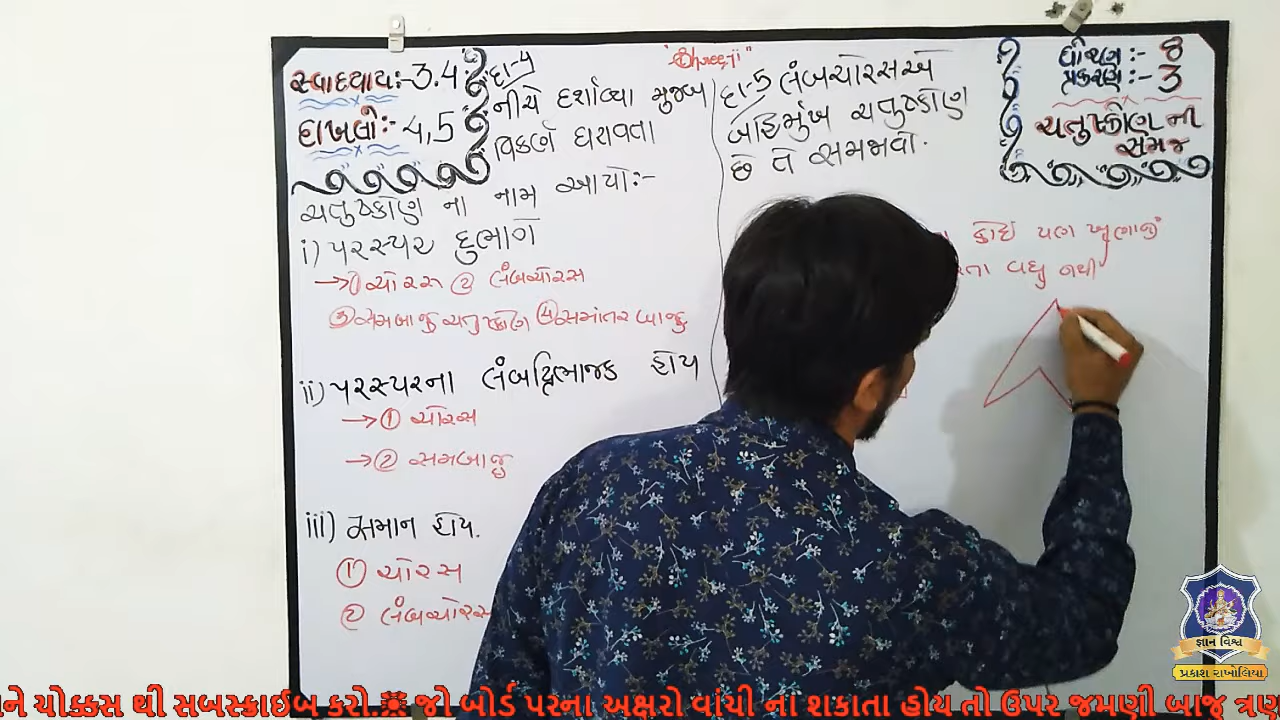 "Shreeji"
સ્વાધ્યાય:-3.4
દાખલો:- 4,5
દા-4
નીચે દર્શાવ્યા મુજબ
વિકર્ણ ધરાવતા
ચતુષ્કોણ ના નામ આપો:-
i) પરસ્પર દુભાગે
→① ચોરસ ② લંબચોરસ
③ સમબાજુ ચતુષ્કોણ ④ સમાંતર બાજુ
ii) પરસ્પરના લંબદ્વિભાજક હોય
→① ચોરસ
→② સમબાજુ
iii) સમાન હોય.
① ચોરસ
② લંબચોરસ
દા-5 લંબચોરસએ
બહિર્મુખ ચતુષ્કોણ
છે તે સમજાવો.
ધોરણ:- 8
પ્રકરણ:- 3
ચતુષ્કોણ ની
સમજ
કોઈ પણ ખૂણાનું
વધુ નથી
જ્ઞાન વિશ્વ
પ્રકાશ રાખોલિયા
ને ચોક્કસ થી સબસ્ક્રાઈબ કરો.※ જો બોર્ડ પરના અક્ષરો વાંચી ના શકાતા હોય તો ઉપર જમણી બાજુ ત્રણ